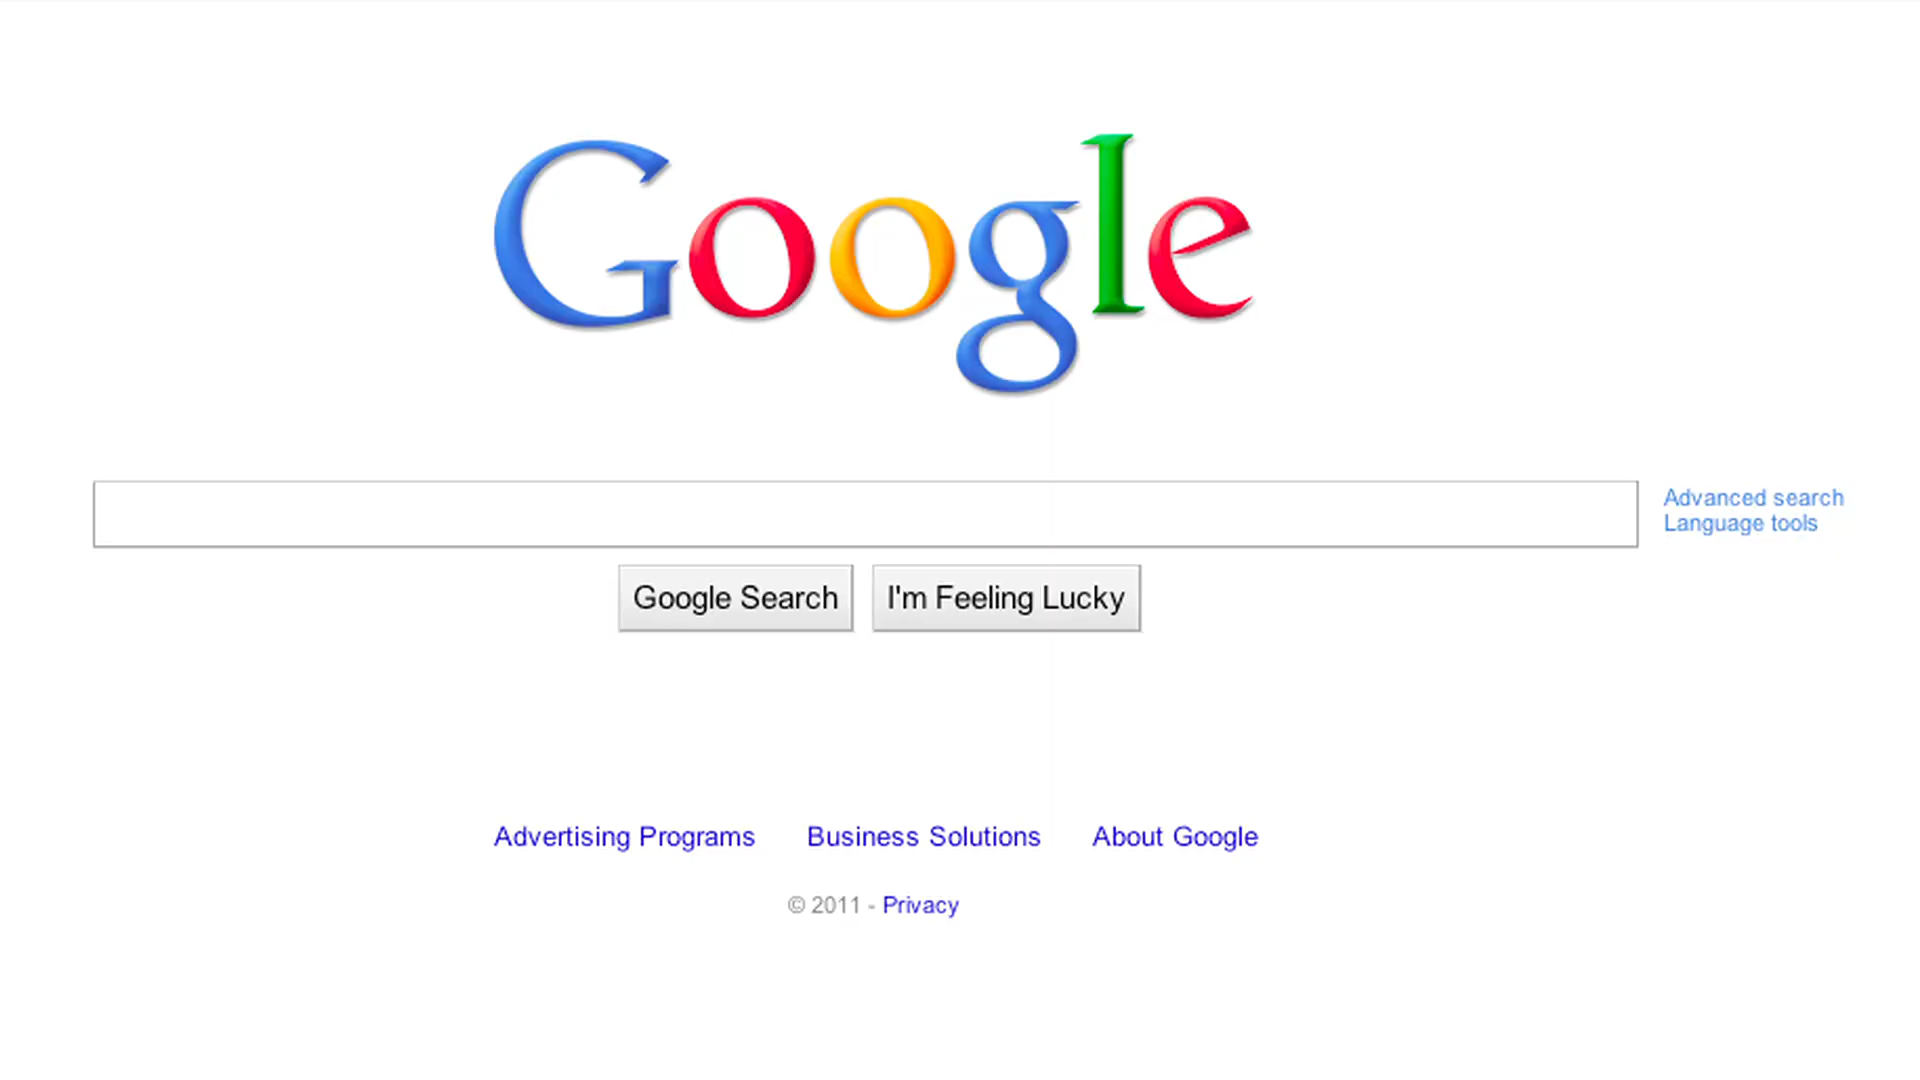 Google
Advanced search
Language tools
Google Search
I'm Feeling Lucky
Advertising Programs
Business Solutions
About Google
© 2011 - Privacy